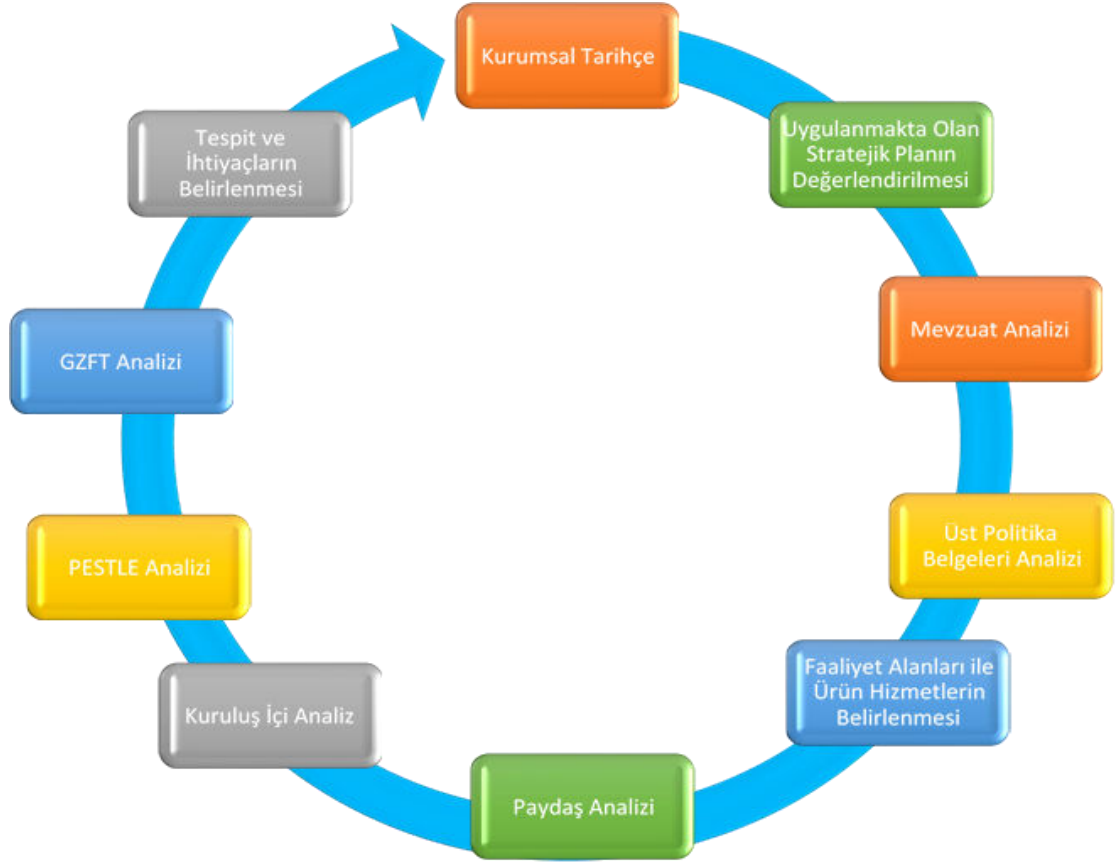 Kurumsal Tarihçe
Uygulanmakta Olan
Stratejik Planın
Değerlendirilmesi
Mevzuat Analizi
Üst Politika
Belgeleri Analizi
Faaliyet Alanları ile
Ürün Hizmetlerin
Belirlenmesi
Paydaş Analizi
Kuruluş İçi Analiz
PESTLE Analizi
GZFT Analizi
Tespit ve
İhtiyaçların
Belirlenmesi